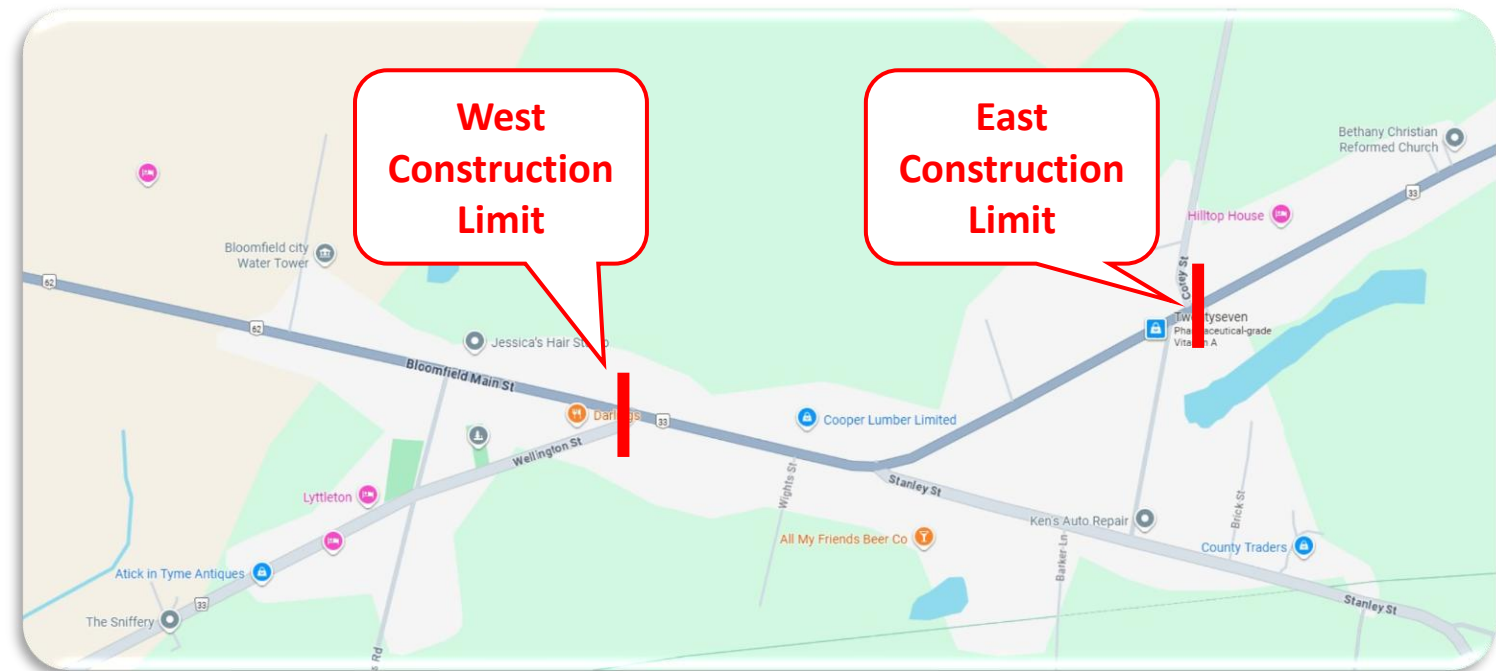 West
Construction
Limit
East
Construction
Limit
Bethany Christian
Reformed Church
33
Hilltop House
Bloomfield city
Water Tower
62
Corey St
62
Twentyseven
Pharmaceutical-grade
Vitamin A
Jessica's Hair Studio
Bloomfield Main St
Darlings
33
Cooper Lumber Limited
Wellington St
Wights St
Stanley St
Lyttleton
Ken's Auto Repair
Brick St
All My Friends Beer Co
County Traders
Barker Ln
Atick in Tyme Antiques
33
Stanley St
The Sniffery
s Rd